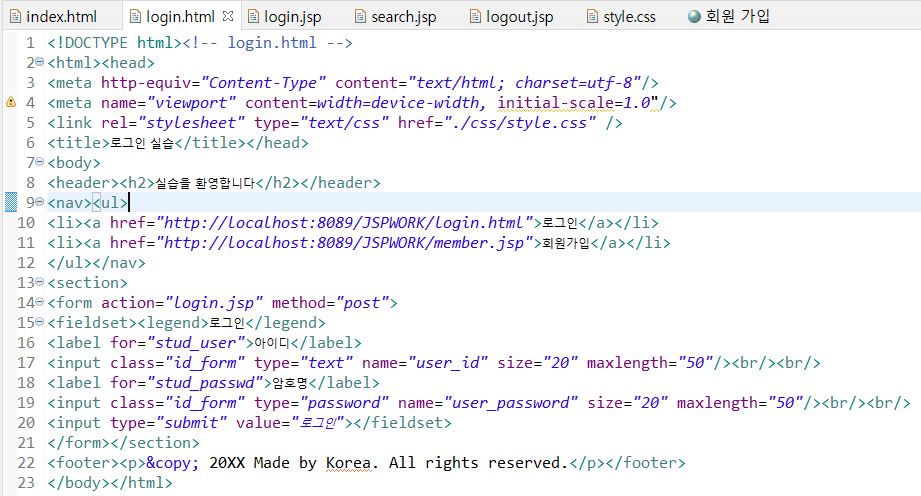 index.html login.html login.jsp search.jsp logout.jsp style.css 회원 가입
1 <!DOCTYPE html><!-- login.html -->
2 <html><head>
3 <meta http-equiv="Content-Type" content="text/html; charset=utf-8"/>
4 <meta name="viewport" content=width=device-width, initial-scale=1.0"/>
5 <link rel="stylesheet" type="text/css" href="./css/style.css" />
6 <title>로그인 실습</title></head>
7 <body>
8 <header><h2>실습을 환영합니다</h2></header>
9 <nav><ul>
10 <li><a href="http://localhost:8089/JSPWORK/login.html">로그인</a></li>
11 <li><a href="http://localhost:8089/JSPWORK/member.jsp">회원가입</a></li>
12 </ul></nav>
13 <section>
14 <form action="login.jsp" method="post">
15 <fieldset><legend>로그인</legend>
16 <label for="stud_user">아이디</label>
17 <input class="id_form" type="text" name="user_id" size="20" maxlength="50"/><br/><br/>
18 <label for="stud_passwd">암호명</label>
19 <input class="id_form" type="password" name="user_password" size="20" maxlength="50"/><br/><br/>
20 <input type="submit" value="로그인"></fieldset>
21 </form></section>
22 <footer><p>&copy; 20XX Made by Korea. All rights reserved.</p></footer>
23 </body></html>